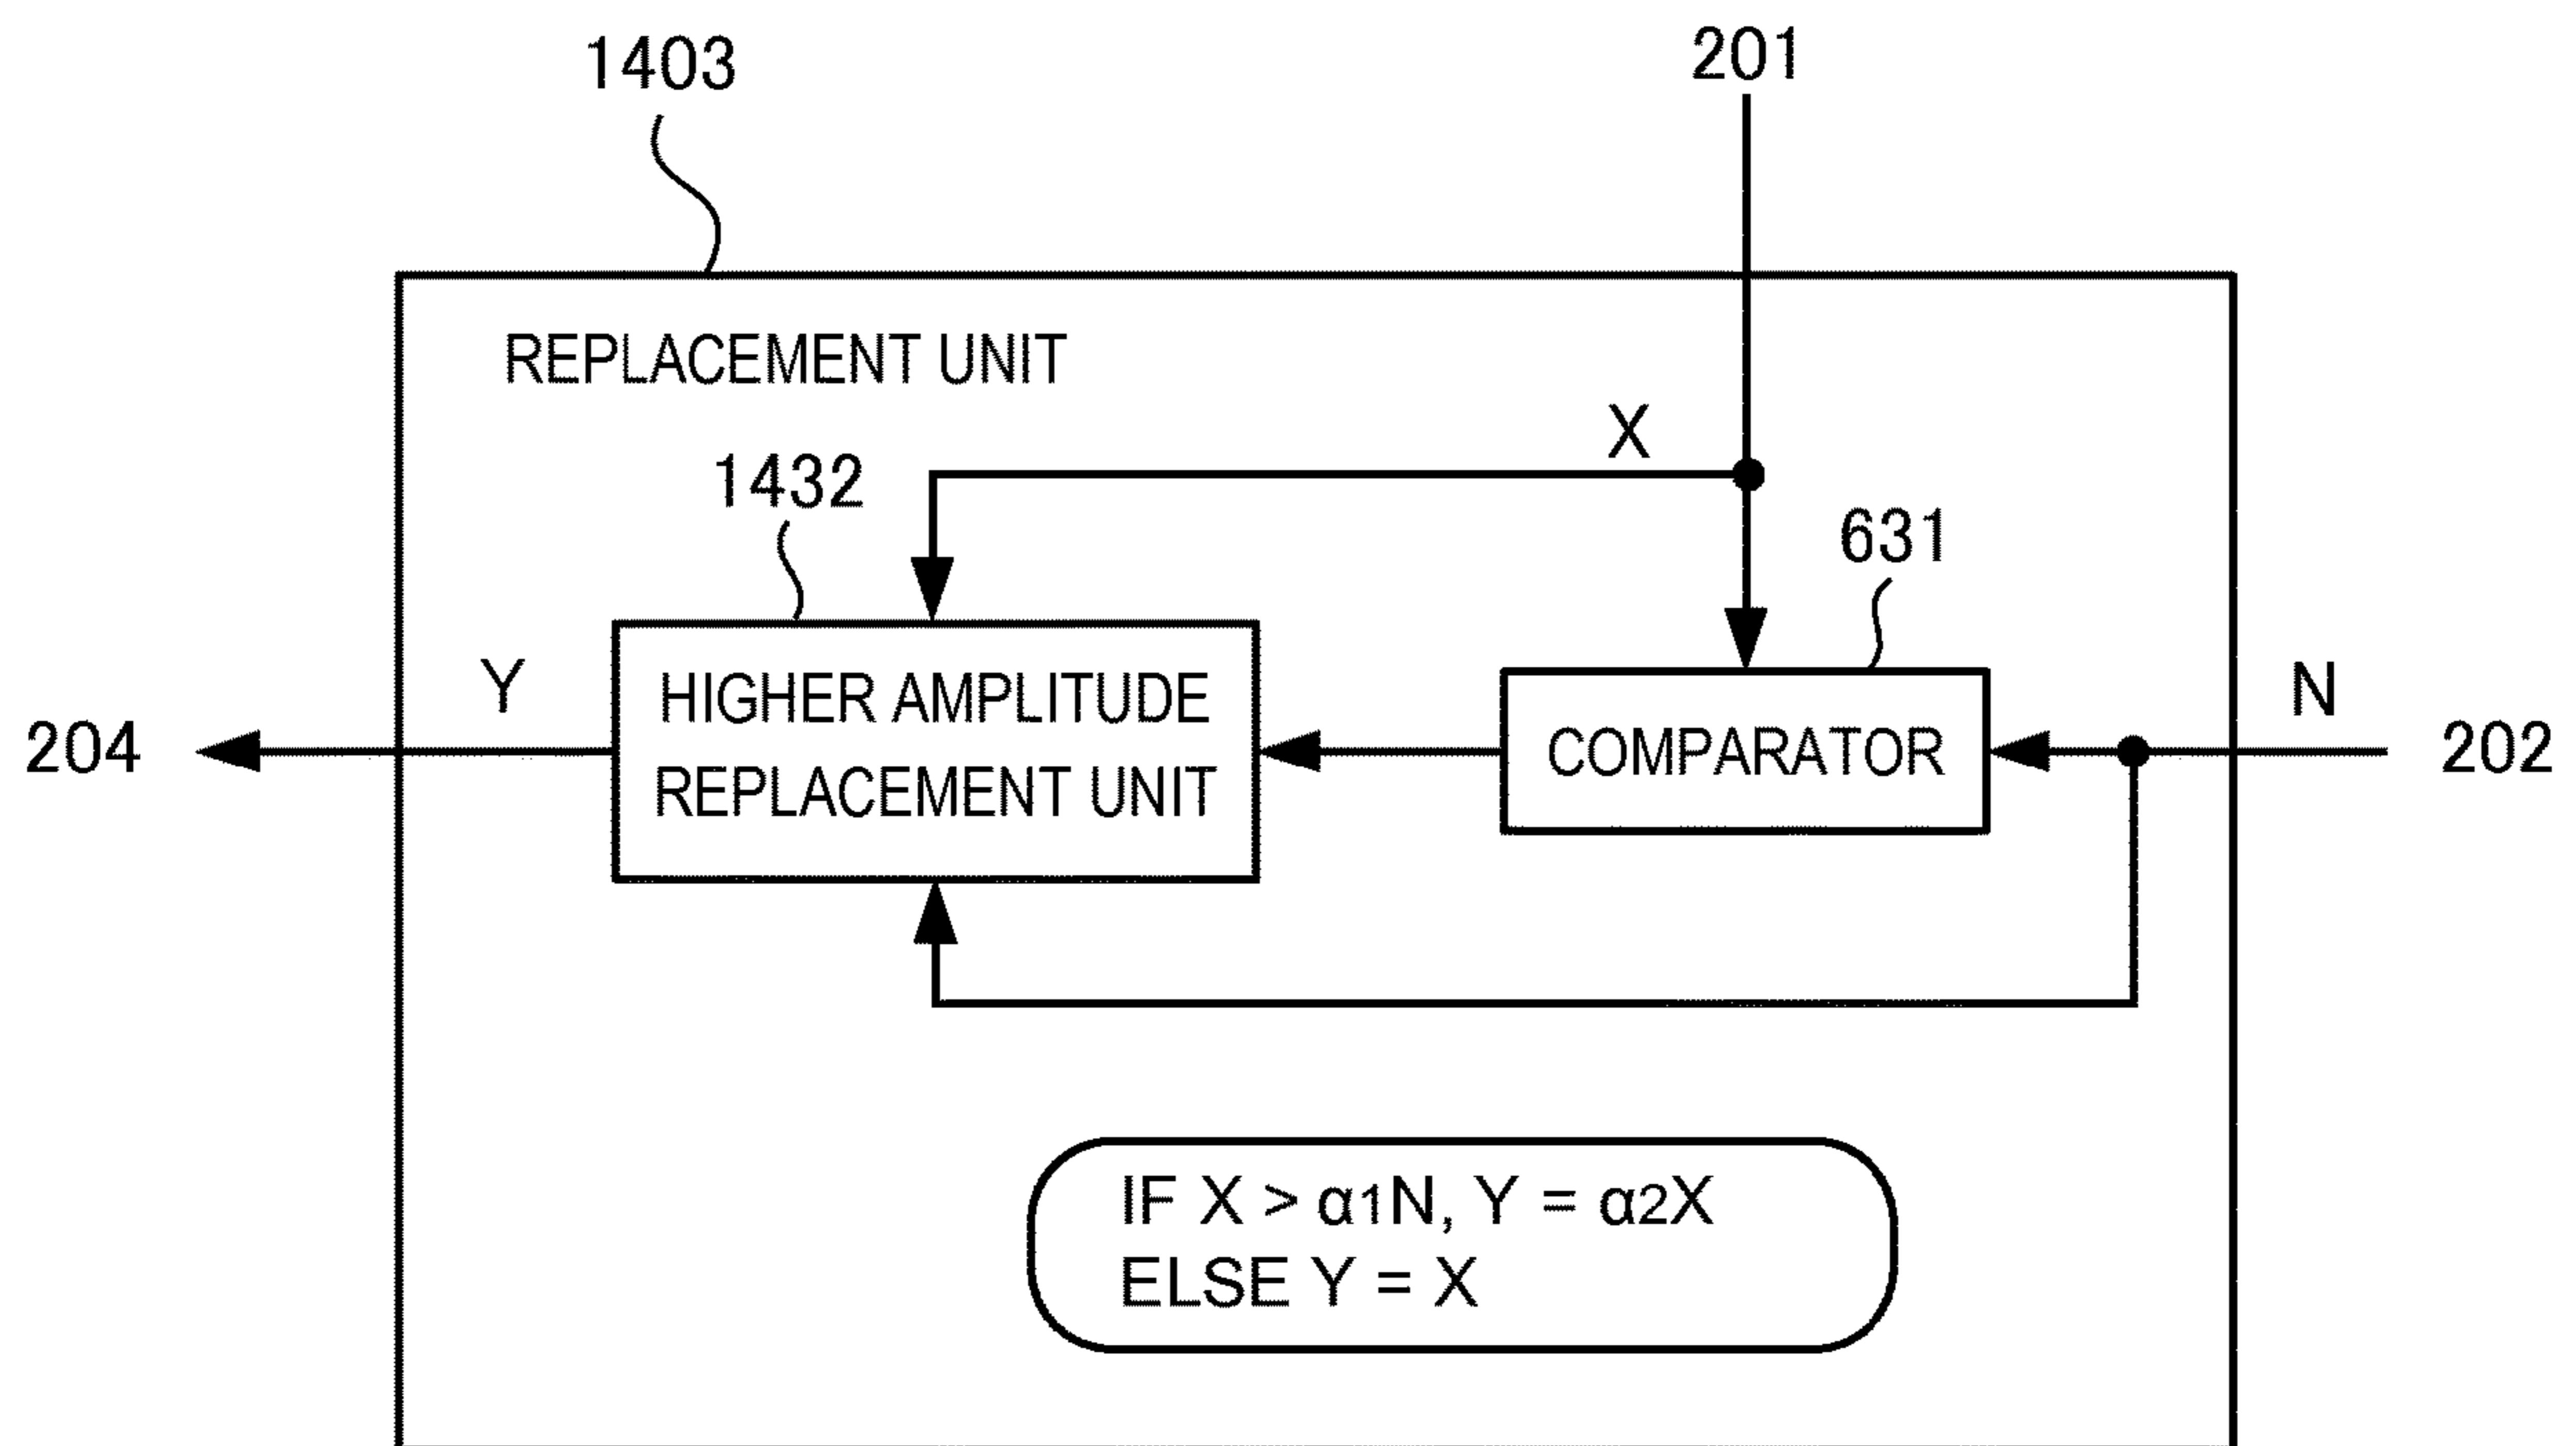 1403
201
REPLACEMENT UNIT
X
1432
631
Y
HIGHER AMPLITUDE
REPLACEMENT UNIT
COMPARATOR
N
204
202
IF X > α1N, Y = α2X
ELSE Y = X